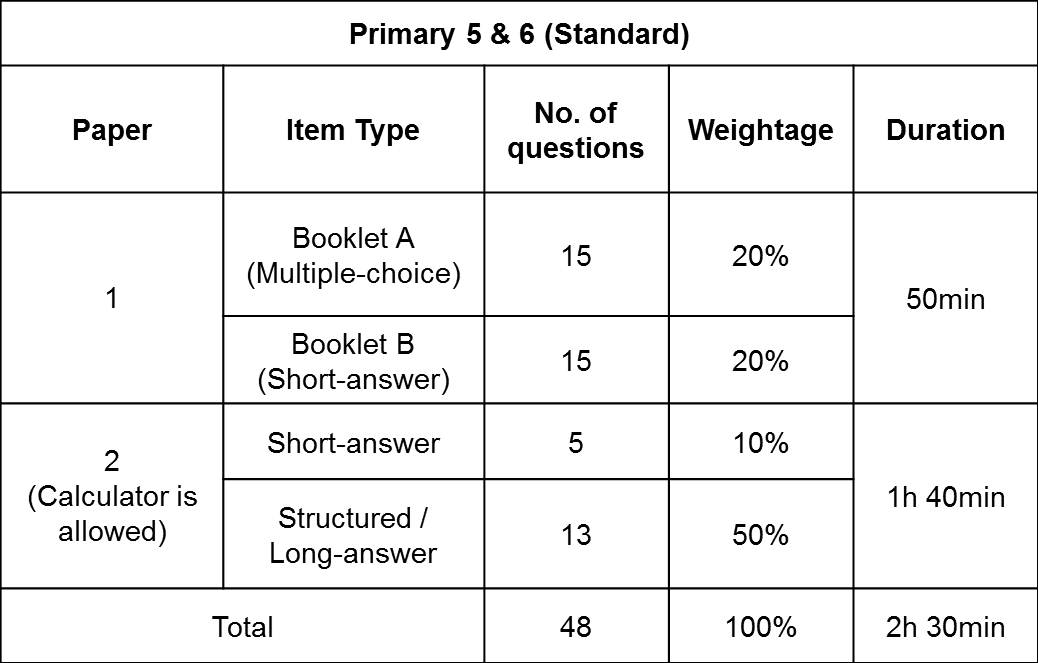 Primary 5 & 6 (Standard)
Paper
Item Type
No. of
questions
Weightage
Duration
1
Booklet A
(Multiple-choice)
15
20%
50min
Booklet B
(Short-answer)
15
20%
2
(Calculator is
allowed)
Short-answer
5
10%
1h 40min
Structured /
Long-answer
13
50%
Total
48
100%
2h 30min